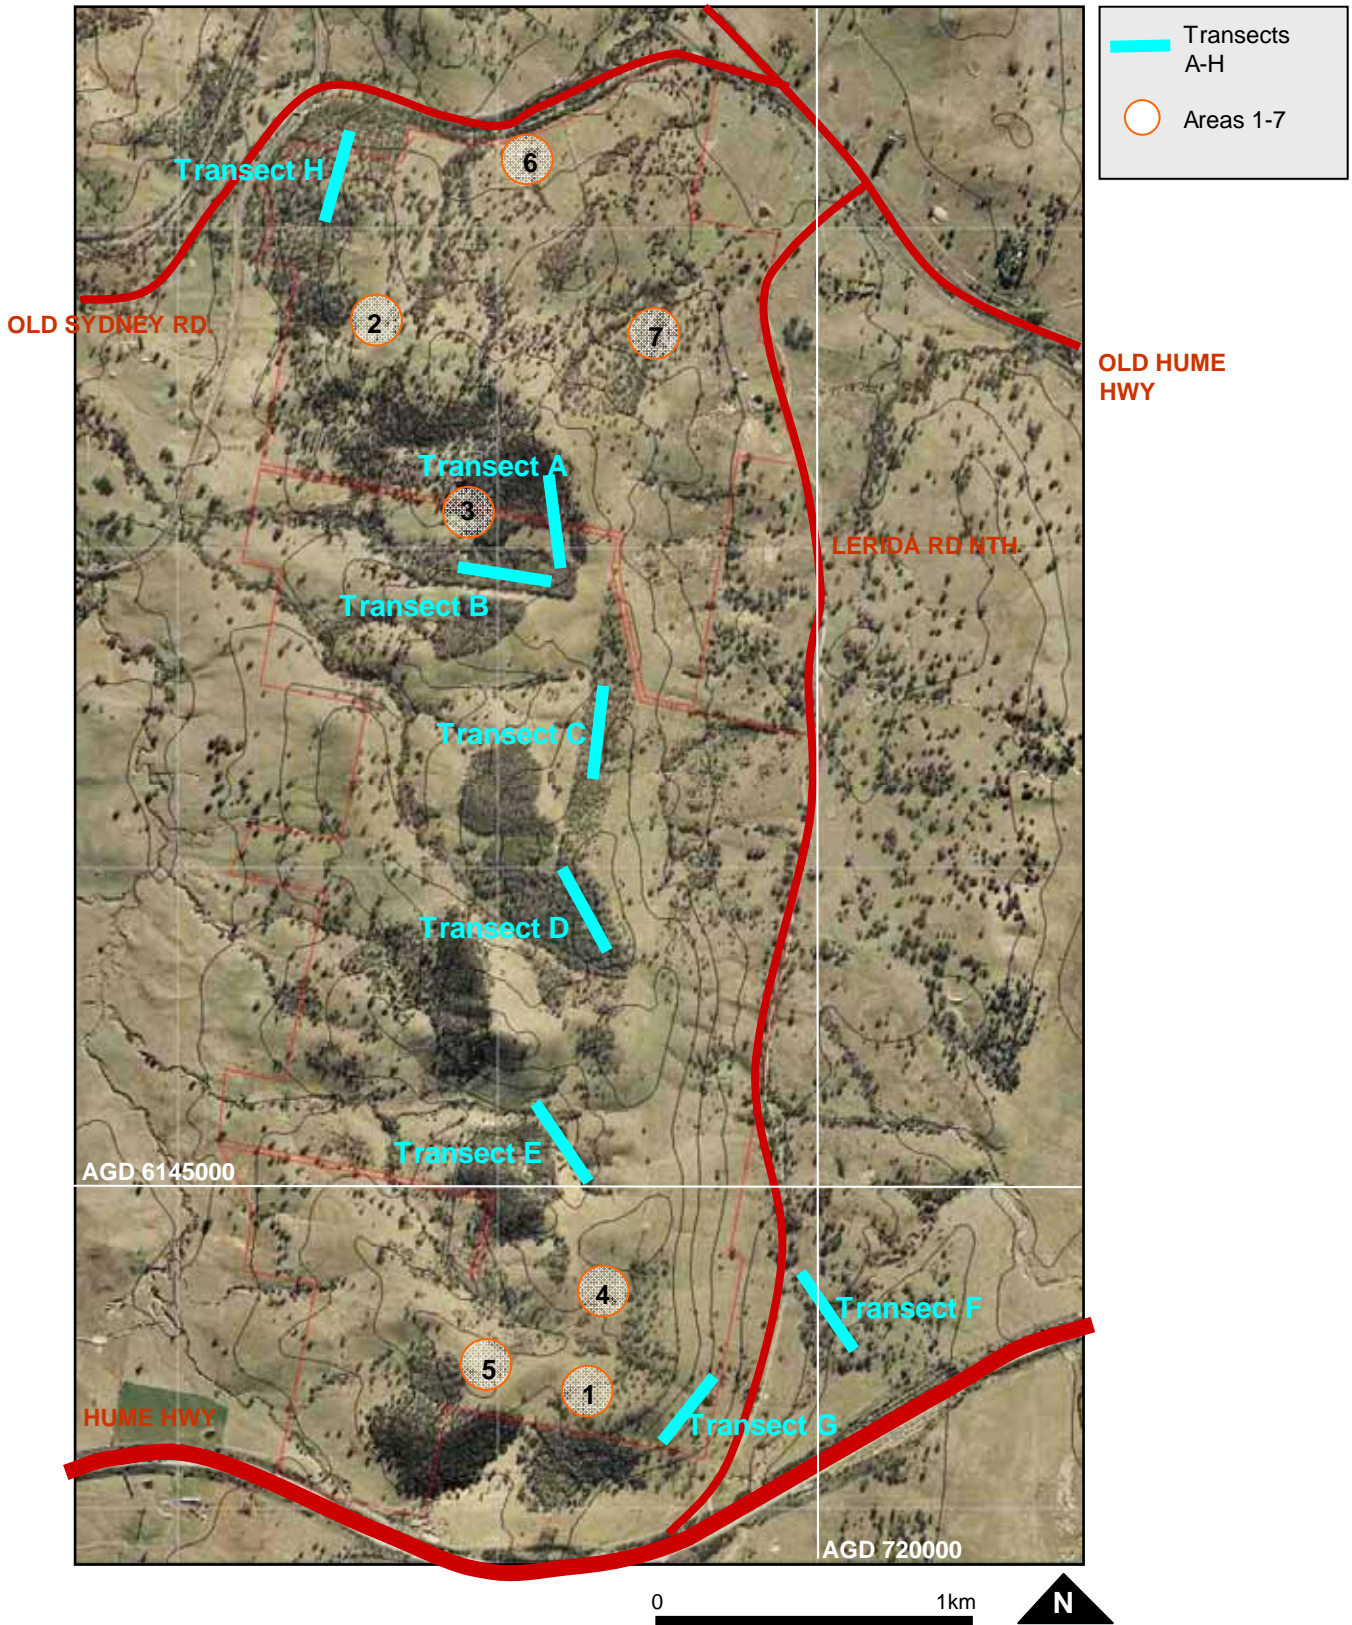 Transects
A-H
Areas 1-7
6
Transect H
2
7
OLD SYDNEY RD.
OLD HUME
HWY
Transect A
3
LERIDA RD NTH
Transect B
Transect C
Transect D
Transect E
AGD 6145000
4
Transect F
5
1
HUME HWY
Transect G
AGD 720000
0
1km
N